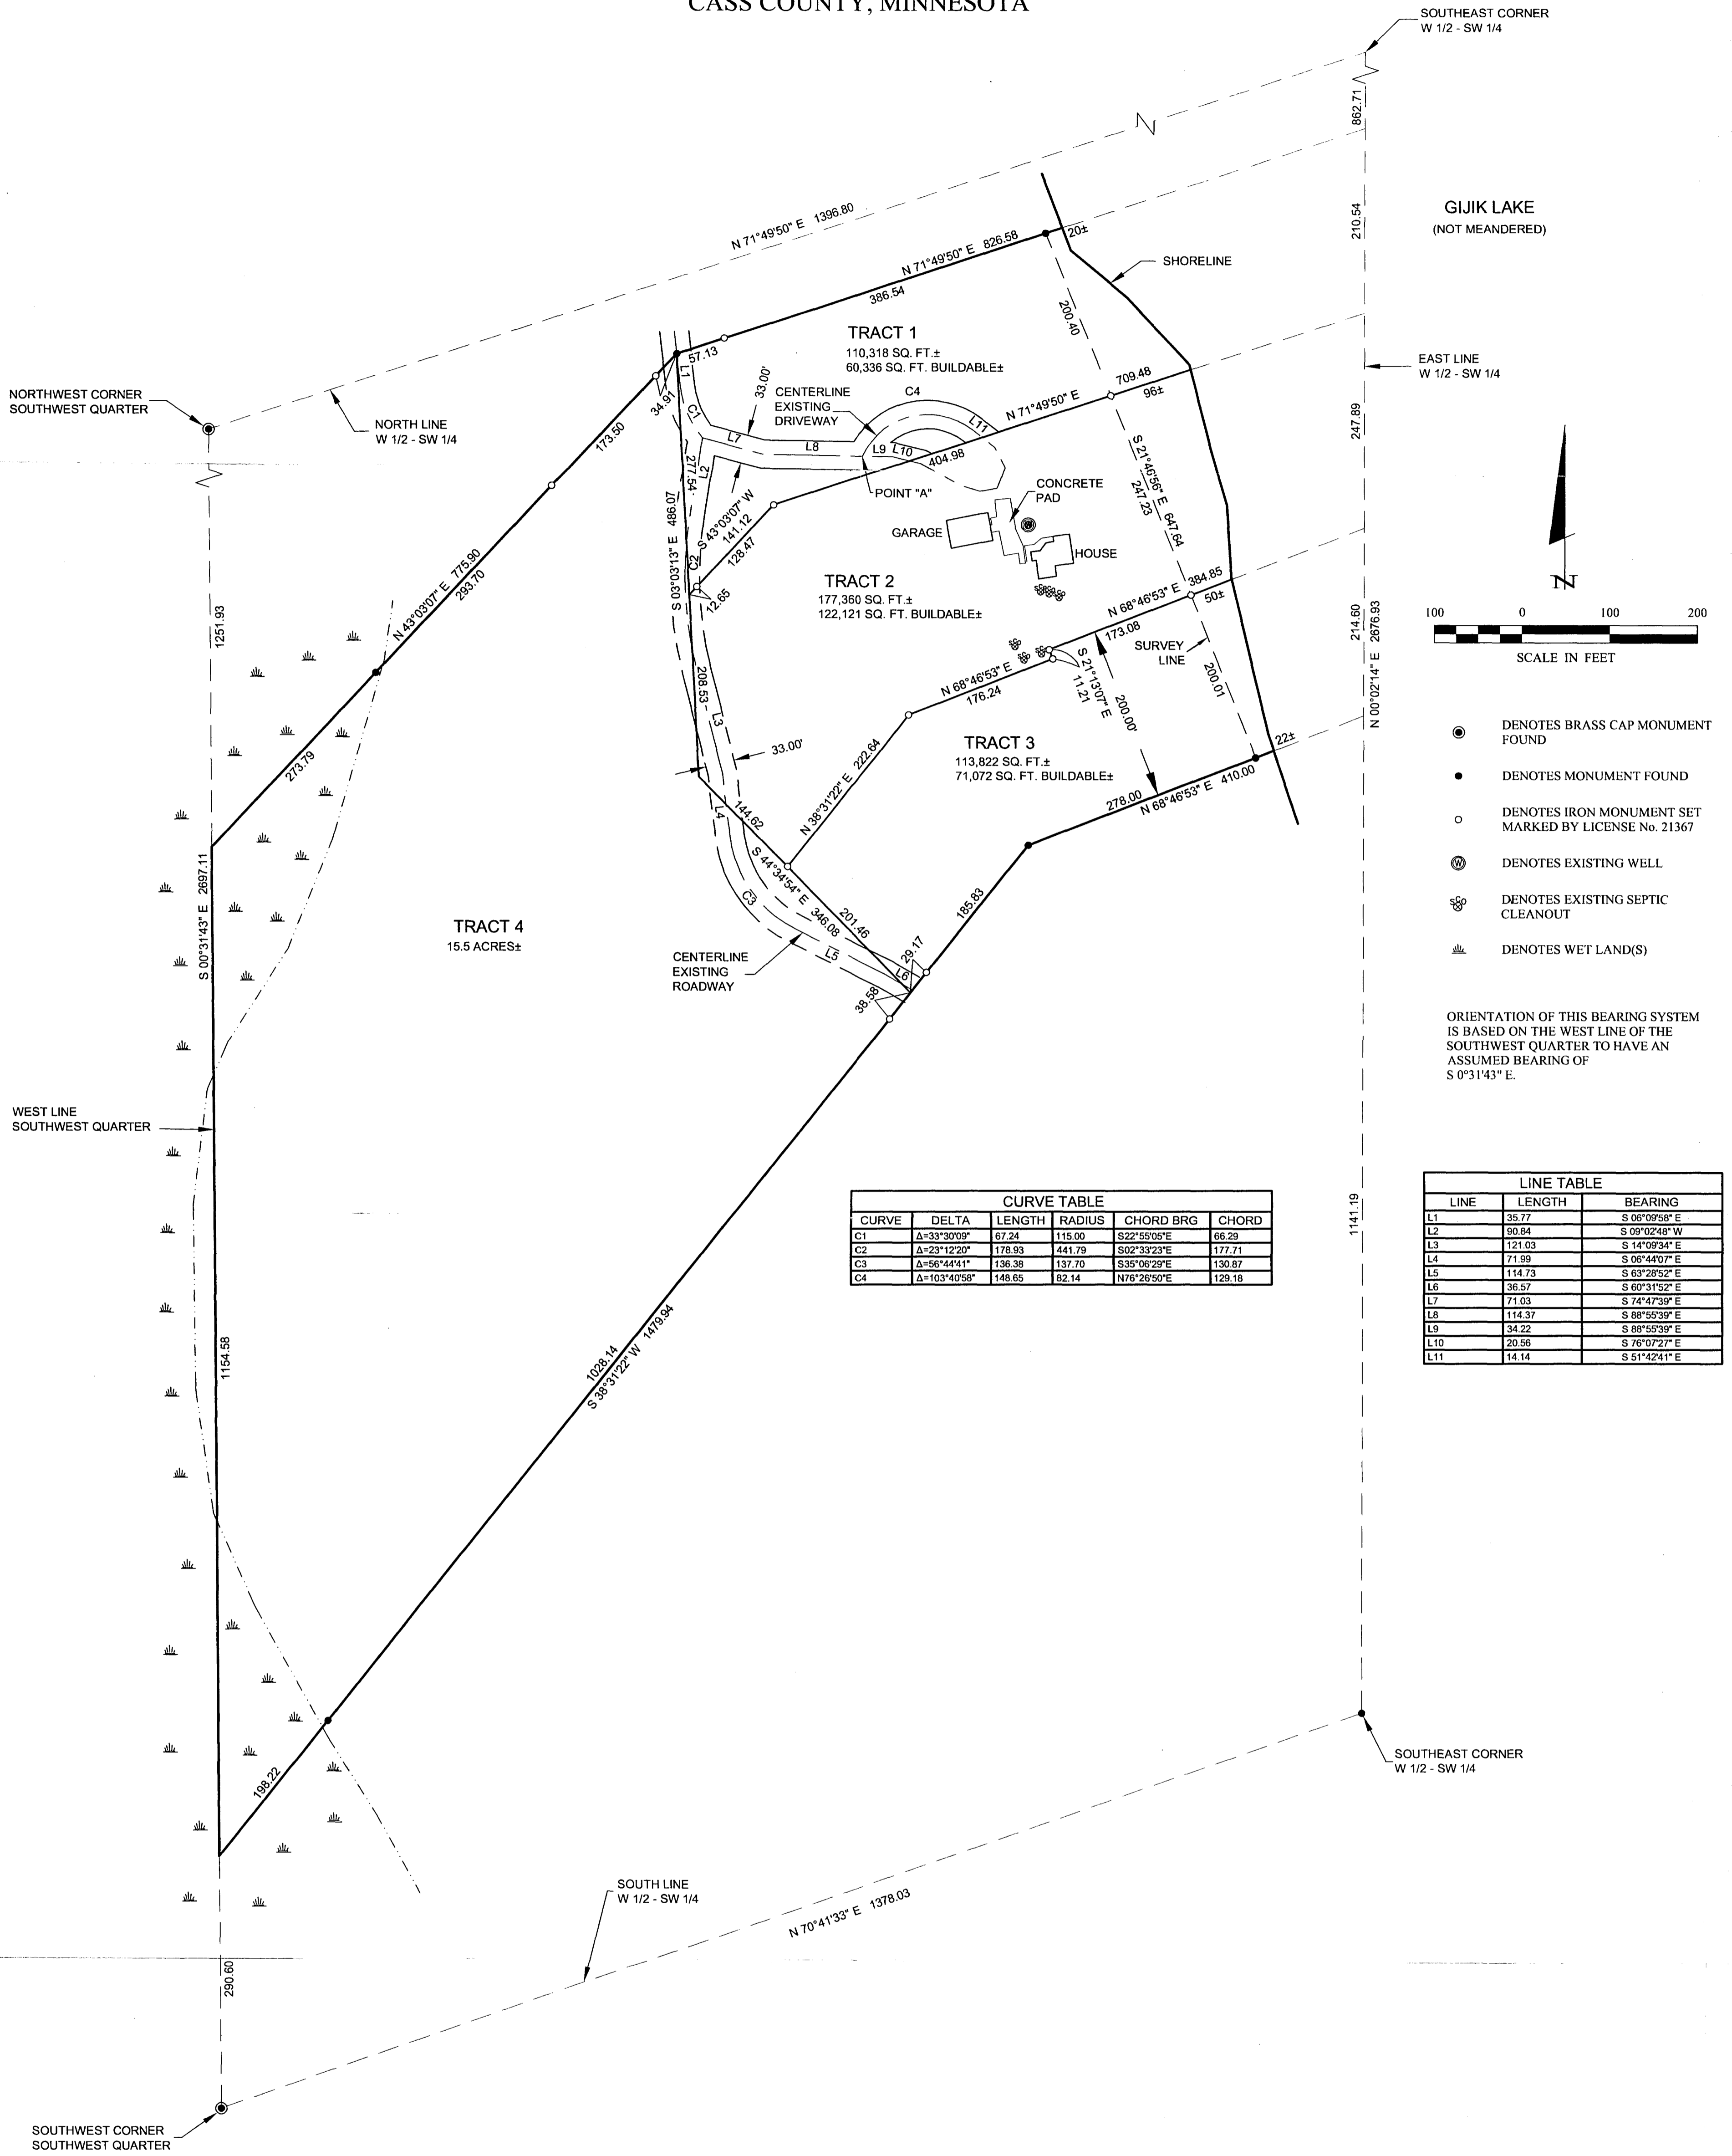 CASS COUNTY, MINNESOTA
SOUTHEAST CORNER
W 1/2 - SW 1/4
862.71
N 71°49'50" E 1396.80
210.54
GIJIK LAKE
(NOT MEANDERED)
N 71°49'50" E 826.58
20±
386.54
SHORELINE
200.40
TRACT 1
110,318 SQ. FT.±
60,336 SQ. FT. BUILDABLE±
57.13
L1
EAST LINE
W 1/2 - SW 1/4
NORTHWEST CORNER
SOUTHWEST QUARTER
NORTH LINE
W 1/2 - SW 1/4
34.91
C1
33.00'
CENTERLINE
EXISTING
DRIVEWAY
C4
709.48
96±
N 71°49'50" E
247.89
173.50
L7
L8
L9
L10
L11
404.98
277.54
L2
POINT "A"
S 21°46'56" E 647.64
247.23
CONCRETE
PAD
W
GARAGE
HOUSE
S 43°03'07" W
141.12
128.47
S 03°03'13" E 486.07
C2
12.65
TRACT 2
177,360 SQ. FT.±
122,121 SQ. FT. BUILDABLE±
N 43°03'07" E 775.90
293.70
1251.93
N 68°46'53" E 384.85
50±
173.08
SURVEY
LINE
214.60
N 00°02'14" E 2676.93
N
100 0 100 200
SCALE IN FEET
208.53
L3
N 68°46'53" E
176.24
S 21°13'07" E
11.21
200.00'
200.01
33.00'
TRACT 3
113,822 SQ. FT.±
71,072 SQ. FT. BUILDABLE±
22±
278.00
N 68°46'53" E 410.00
273.79
N 38°31'22" E 222.64
L4
144.62
S 44°34'54" E 346.08
C3
201.46
185.83
S 00°31'43" E 2697.11
TRACT 4
15.5 ACRES±
CENTERLINE
EXISTING
ROADWAY
L5
L6
29.17
38.58
DENOTES BRASS CAP MONUMENT
FOUND
DENOTES MONUMENT FOUND
DENOTES IRON MONUMENT SET
MARKED BY LICENSE No. 21367
W DENOTES EXISTING WELL
DENOTES EXISTING SEPTIC
CLEANOUT
DENOTES WET LAND(S)
ORIENTATION OF THIS BEARING SYSTEM
IS BASED ON THE WEST LINE OF THE
SOUTHWEST QUARTER TO HAVE AN
ASSUMED BEARING OF
S 0°31'43" E.
WEST LINE
SOUTHWEST QUARTER
1154.58
1028.14
S 38°31'22" W 1479.94
1141.19
CURVE TABLE
CURVE DELTA LENGTH RADIUS CHORD BRG CHORD
C1 Δ=33°30'09" 67.24 115.00 S22°55'05"E 66.29
C2 Δ=23°12'20" 178.93 441.79 S02°33'23"E 177.71
C3 Δ=56°44'41" 136.38 137.70 S35°06'29"E 130.87
C4 Δ=103°40'58" 148.65 82.14 N76°26'50"E 129.18
LINE TABLE
LINE LENGTH BEARING
L1 35.77 S 06°09'58" E
L2 90.84 S 09°02'48" W
L3 121.03 S 14°09'34" E
L4 71.99 S 06°44'07" E
L5 114.73 S 63°28'52" E
L6 36.57 S 60°31'52" E
L7 71.03 S 74°47'39" E
L8 114.37 S 88°55'39" E
L9 34.22 S 88°55'39" E
L10 20.56 S 76°07'27" E
L11 14.14 S 51°42'41" E
198.22
SOUTHEAST CORNER
W 1/2 - SW 1/4
SOUTH LINE
W 1/2 - SW 1/4
N 70°41'33" E 1378.03
290.60
SOUTHWEST CORNER
SOUTHWEST QUARTER